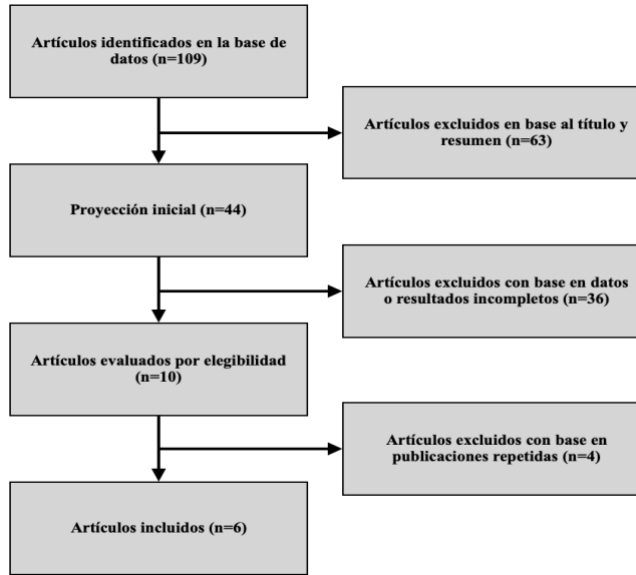 Artículos identificados en la base de
datos (n=109)
Artículos excluidos en base al título y
resumen (n=63)
Proyección inicial (n=44)
Artículos excluidos con base en datos
o resultados incompletos (n=36)
Artículos evaluados por elegibilidad
(n=10)
Artículos excluidos con base en
publicaciones repetidas (n=4)
Artículos incluidos (n=6)